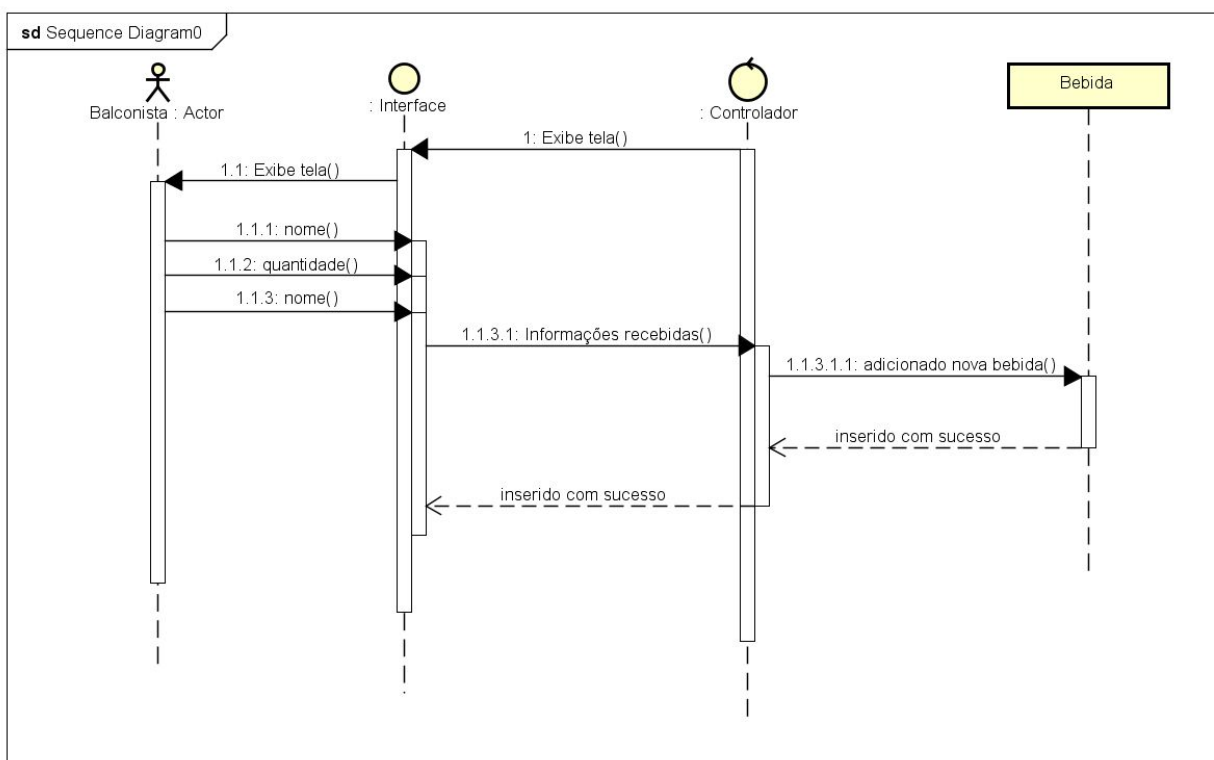 sd Sequence Diagram0
Balconista : Actor
: Interface
: Controlador
Bebida
1: Exibe tela()
1.1: Exibe tela()
1.1.1: nome()
1.1.2: quantidade()
1.1.3: nome()
1.1.3.1: Informações recebidas()
1.1.3.1.1: adicionado nova bebida()
inserido com sucesso
inserido com sucesso